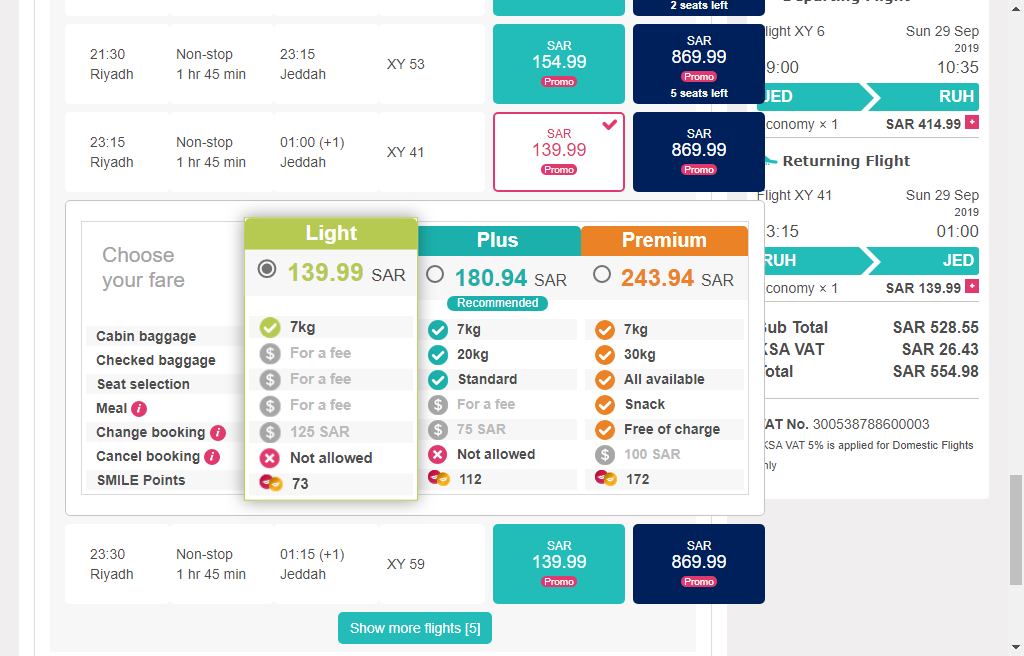 2 seats left
21:30
Riyadh
Non-stop
1 hr 45 min
23:15
Jeddah
XY 53
SAR
154.99
Promo
SAR
869.99
Promo
5 seats left
23:15
Riyadh
Non-stop
1 hr 45 min
01:00 (+1)
Jeddah
XY 41
SAR
139.99
Promo
SAR
869.99
Promo
Choose
your fare
Cabin baggage
Checked baggage
Seat selection
Meal i
Change booking i
Cancel booking i
SMILE Points
Light
139.99 SAR
7kg
$ For a fee
$ For a fee
$ For a fee
$ 125 SAR
Not allowed
73
Plus
180.94 SAR
Recommended
7kg
20kg
Standard
$ For a fee
$ 75 SAR
Not allowed
112
Premium
243.94 SAR
7kg
30kg
All available
Snack
Free of charge
$ 100 SAR
172
23:30
Riyadh
Non-stop
1 hr 45 min
01:15 (+1)
Jeddah
XY 59
SAR
139.99
Promo
SAR
869.99
Promo
Show more flights [5]
light XY 6
Sun 29 Sep
2019
9:00
10:35
JED
RUH
conomy × 1
SAR 414.99 +
Returning Flight
Flight XY 41
Sun 29 Sep
2019
3:15
01:00
RUH
JED
conomy × 1
SAR 139.99 +
ub Total
SAR 528.55
KSA VAT
SAR 26.43
otal
SAR 554.98
VAT No. 300538788600003
KSA VAT 5% is applied for Domestic Flights
nly